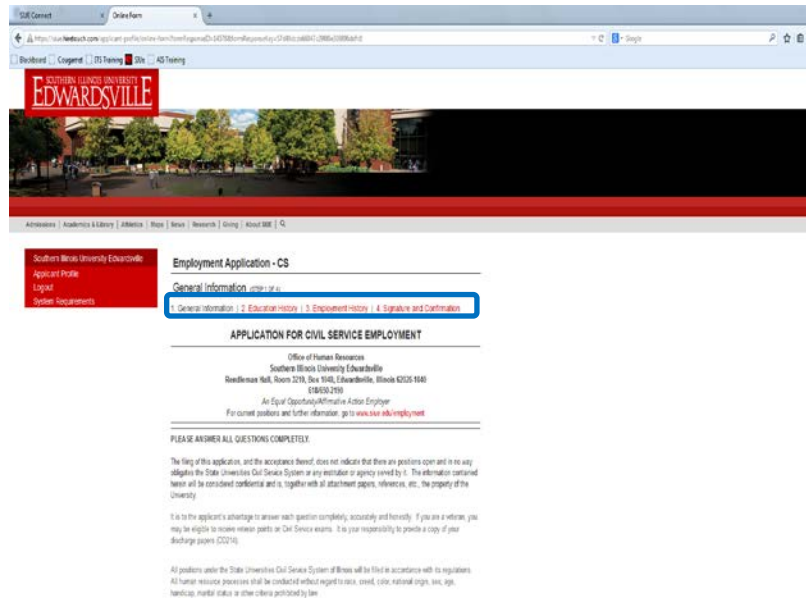 SIUE Connect x Online Form x +
Search
Blackboard Cougarnet ITS Training SIUe AIS Training
SOUTHERN ILLINOIS UNIVERSITY
EDWARDSVILLE
Admissions | Academics & Library | Athletics | Maps | News | Research | Giving | About SIUE |
Southern Illinois University Edwardsville
Applicant Profile
Logout
System Requirements
Employment Application - CS
General Information (STEP 1 OF 4)
1. General Information | 2. Education History | 3. Employment History | 4. Signature and Confirmation
APPLICATION FOR CIVIL SERVICE EMPLOYMENT
Office of Human Resources
Southern Illinois University Edwardsville
Rendleman Hall, Room 3210, Box 1040, Edwardsville, Illinois 62026-1040
618/650-2190
An Equal Opportunity/Affirmative Action Employer
For current positions and further information, go to www.siue.edu/employment
PLEASE ANSWER ALL QUESTIONS COMPLETELY.
The filing of this application, and the acceptance thereof, does not indicate that there are positions open and in no way
obligates the State Universities Civil Service System or any institution or agency served by it. The information contained
herein will be considered confidential and is, together with all attachment papers, references, etc., the property of the
University.
It is to the applicant's advantage to answer each question completely, accurately and honestly. If you are a veteran, you
may be eligible to receive veteran points on Civil Service exams. It is your responsibility to provide a copy of your
discharge papers (DD214).
All positions under the State Universities Civil Service System of Illinois will be filled in accordance with its regulations.
All human resource processes shall be conducted without regard to race, creed, color, national origin, sex, age,
handicap, marital status or other criteria prohibited by law.